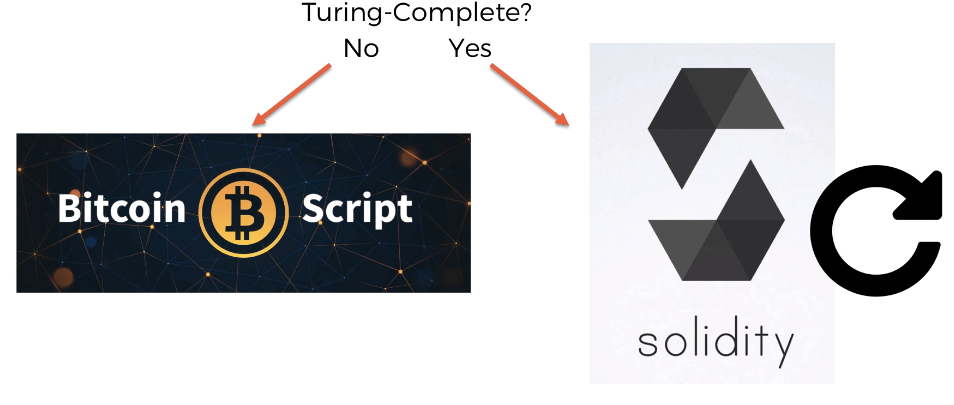 Turing-Complete?
No Yes
Bitcoin Script
solidity